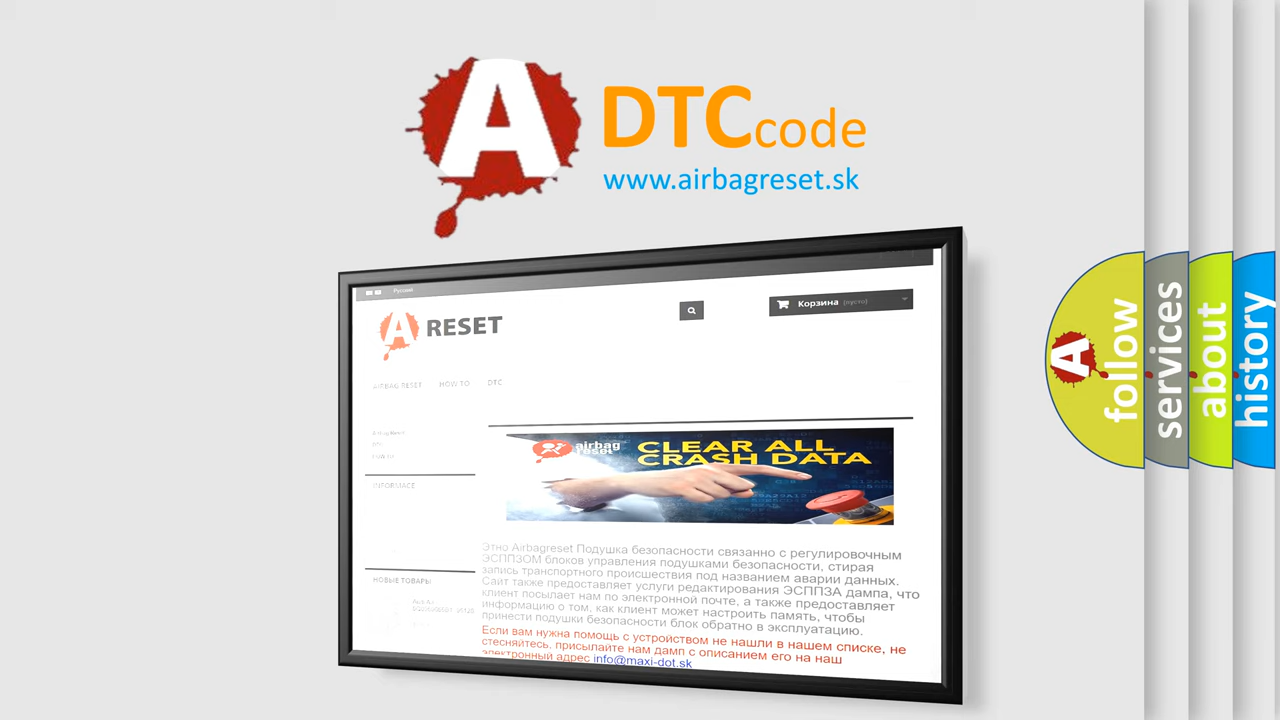 A
DTCcode
www.airbagreset.sk
Русский
A RESET
Корзина (пусто)
AIRBAG RESET HOW TO DTC
DTC
INFORMACE
airbag
reset
CLEAR ALL
CRASH DATA
Этно Airbagreset Подушка безопасности связанно с регулировочным
ЭСППЗОМ блоков управления подушками безопасности, стирая
запись транспортного происшествия под названием аварии данных.
Сайт также предоставляет услуги редактирования ЭСППЗА дампа, что
клиент посылает нам по электронной почте, а также предоставляет
информацию о том, как клиент может настроить память, чтобы
принести подушки безопасности блок обратно в эксплуатацию.
НОВЫЕ ТОВАРЫ
Если вам нужна помощь с устройством не нашли в нашем списке, не
стесняйтесь, присылайте нам дамп с описанием его на наш
электронный адрес info@maxi-dot.sk
A
follow
services
about
history